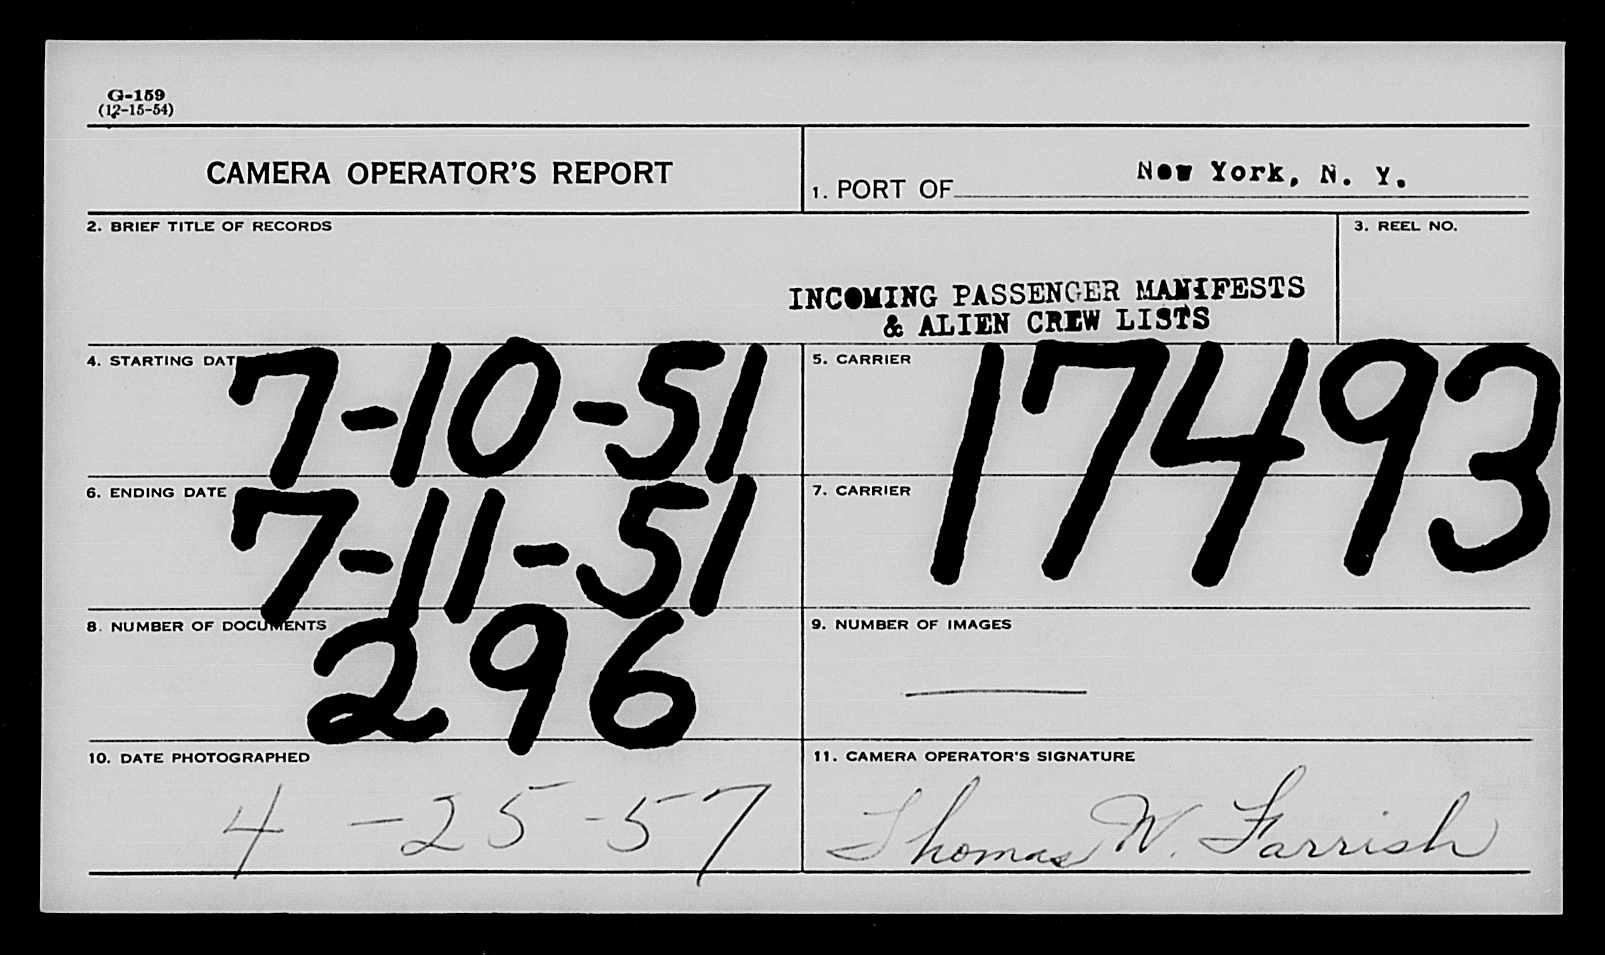 G-159
(12-15-54)
CAMERA OPERATOR'S REPORT
1. PORT OF New York, N. Y.
2. BRIEF TITLE OF RECORDS
3. REEL NO.
INCOMING PASSENGER MANIFESTS
& ALIEN CREW LISTS
4. STARTING DATE 7-10-51
5. CARRIER
17493
6. ENDING DATE 7-11-51
7. CARRIER
8. NUMBER OF DOCUMENTS 296
9. NUMBER OF IMAGES
10. DATE PHOTOGRAPHED
4-25-57
11. CAMERA OPERATOR'S SIGNATURE
Thomas W. Farrish